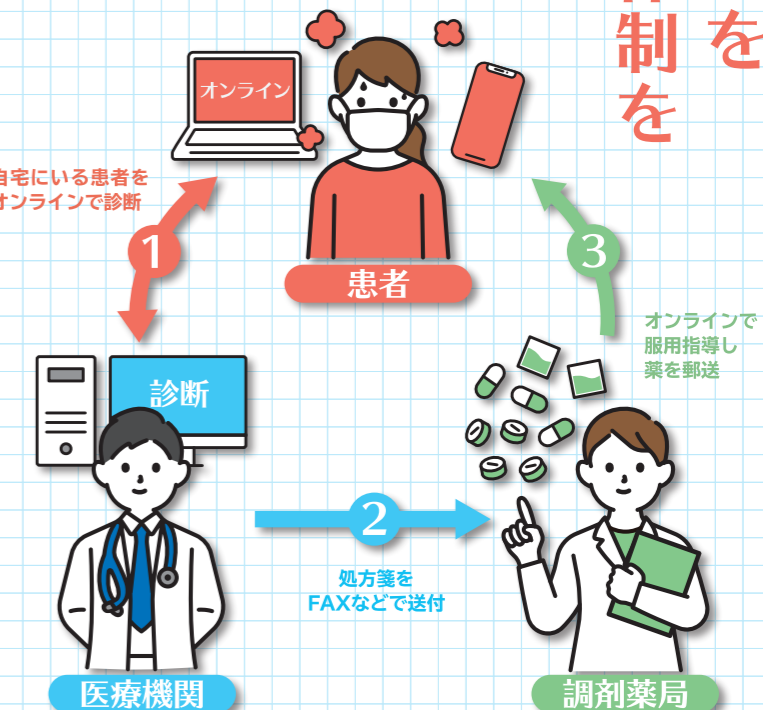 を
制を
オンライン
自宅にいる患者を
オンラインで診断
1
患者
3
オンラインで
服用指導し
薬を郵送
診断
2
処方箋を
FAXなどで送付
医療機関
調剤薬局